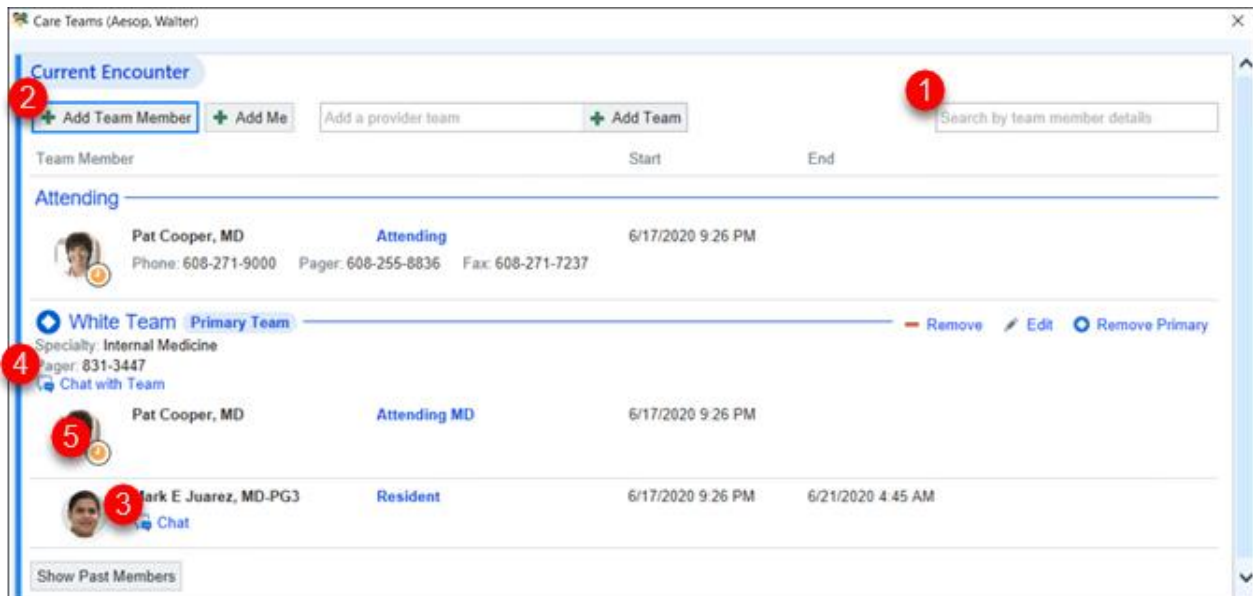 Care Teams (Aesop, Walter)
Current Encounter
1
2
Add Team Member Add Me Add a provider team Add Team Search by team member details
Team Member Start End
Attending
Pat Cooper, MD Attending 6/17/2020 9:26 PM
Phone: 608-271-9000 Pager: 608-255-8836 Fax: 608-271-7237
White Team Primary Team Remove Edit Remove Primary
Specialty: Internal Medicine
4
Pager: 831-3447
Chat with Team
Pat Cooper, MD Attending MD 6/17/2020 9:26 PM
5
3
Mark E Juarez, MD-PG3 Resident 6/17/2020 9:26 PM 6/21/2020 4:45 AM
Chat
Show Past Members